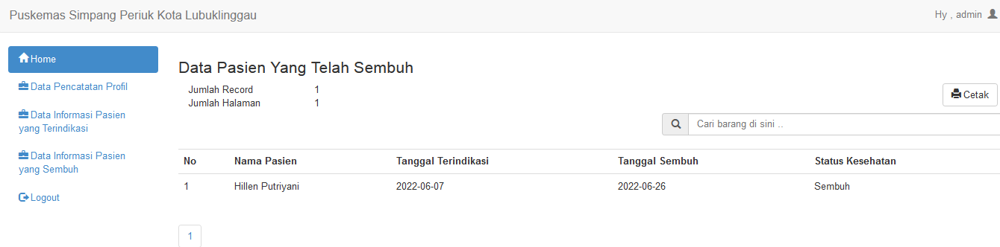 Puskemas Simpang Periuk Kota Lubuklinggau
Hy , admin
Home
Data Pencatatan Profil
Data Informasi Pasien
yang Terindikasi
Data Informasi Pasien
yang Sembuh
Logout
Data Pasien Yang Telah Sembuh
Jumlah Record 1
Jumlah Halaman 1
Cetak
Cari barang di sini ..
No Nama Pasien Tanggal Terindikasi Tanggal Sembuh Status Kesehatan
1 Hillen Putriyani 2022-06-07 2022-06-26 Sembuh
1